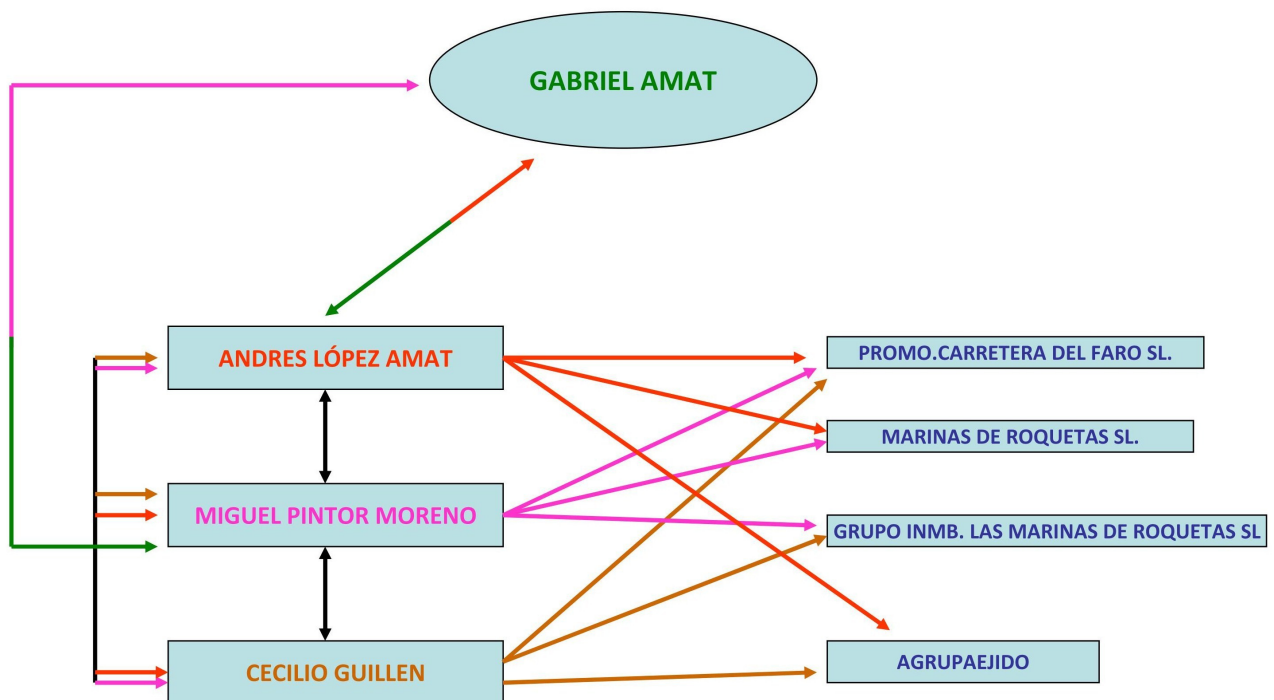 GABRIEL AMAT
ANDRES LÓPEZ AMAT
PROMO.CARRETERA DEL FARO SL.
MARINAS DE ROQUETAS SL.
MIGUEL PINTOR MORENO
GRUPO INMB. LAS MARINAS DE ROQUETAS SL
CECILIO GUILLEN
AGRUPAEJIDO